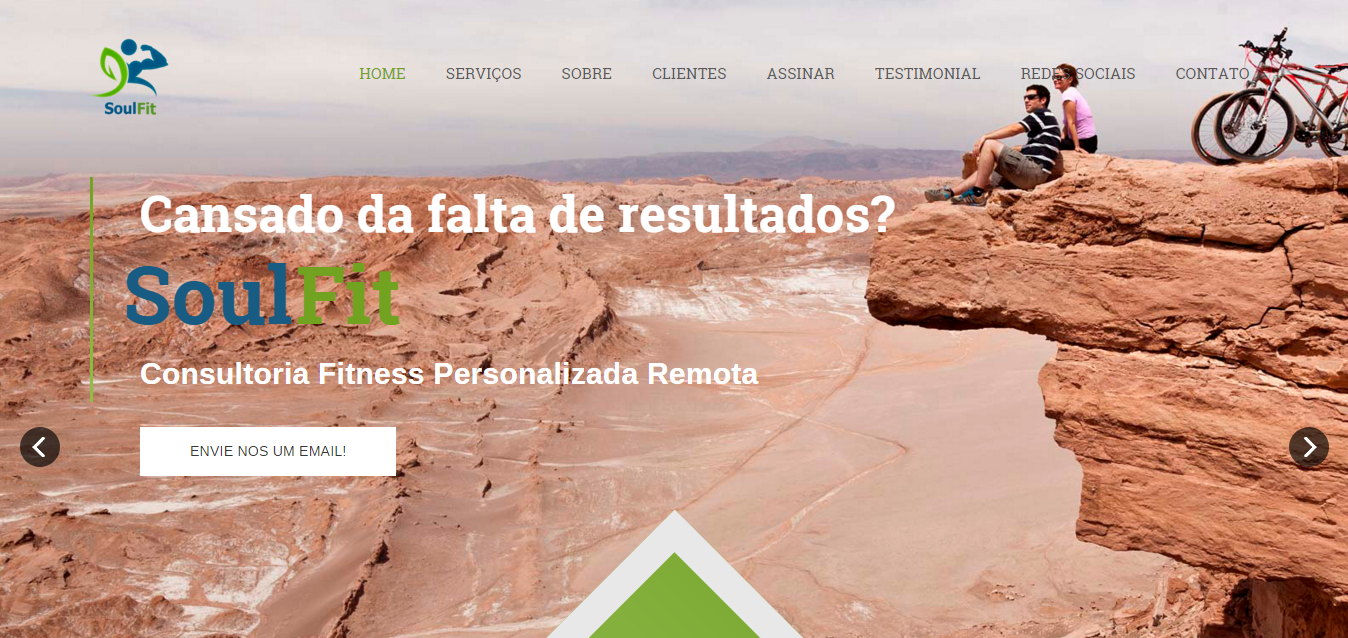 SoulFit
HOME SERVIÇOS SOBRE CLIENTES ASSINAR TESTIMONIAL REDES SOCIAIS CONTATO
Cansado da falta de resultados?
SoulFit
Consultoria Fitness Personalizada Remota
ENVIE NOS UM EMAIL!